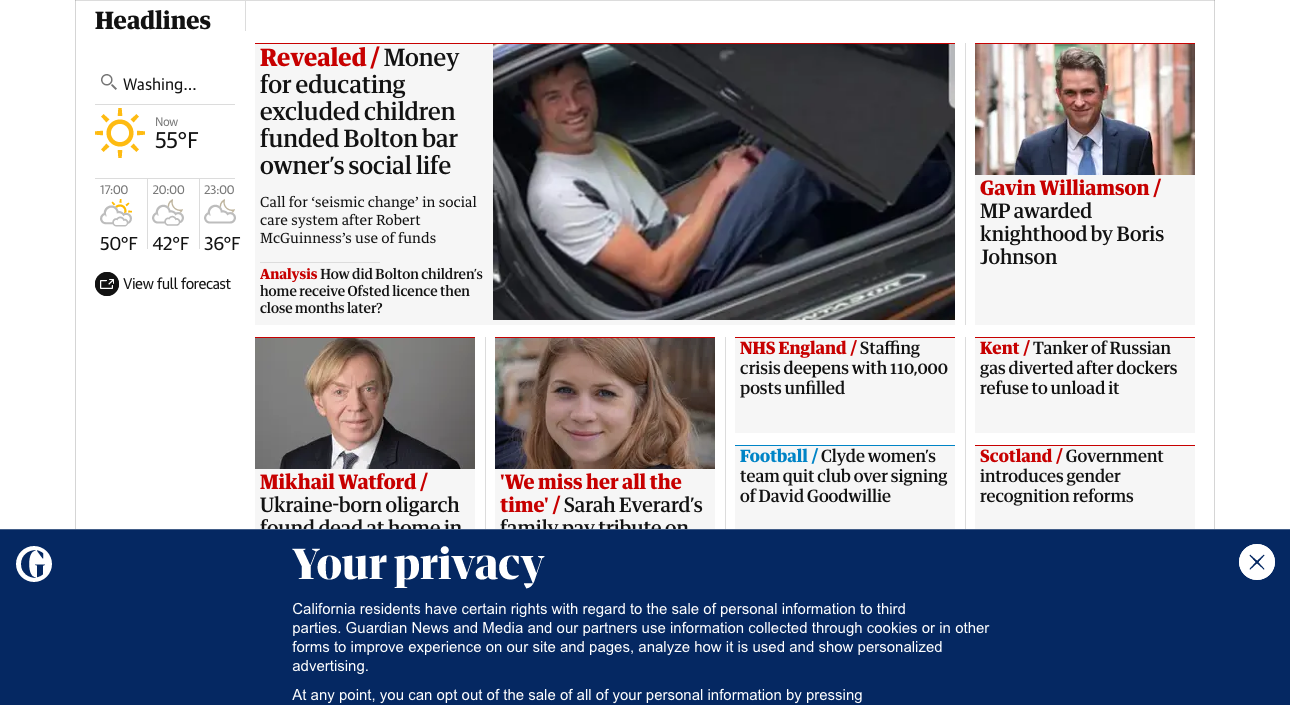 Headlines
Washing...
Now
55°F
17:00
20:00
23:00
50°F
42°F
36°F
View full forecast
Revealed / Money
for educating
excluded children
funded Bolton bar
owner’s social life
Call for ‘seismic change’ in social
care system after Robert
McGuinness’s use of funds
Analysis How did Bolton children’s
home receive Ofsted licence then
close months later?
Gavin Williamson /
MP awarded
knighthood by Boris
Johnson
Mikhail Watford /
Ukraine-born oligarch
found dead at home in
'We miss her all the
time' / Sarah Everard’s
family pay tribute on
NHS England / Staffing
crisis deepens with 110,000
posts unfilled
Kent / Tanker of Russian
gas diverted after dockers
refuse to unload it
Football / Clyde women’s
team quit club over signing
of David Goodwillie
Scotland / Government
introduces gender
recognition reforms
G
Your privacy
California residents have certain rights with regard to the sale of personal information to third
parties. Guardian News and Media and our partners use information collected through cookies or in other
forms to improve experience on our site and pages, analyze how it is used and show personalized
advertising.
At any point, you can opt out of the sale of all of your personal information by pressing